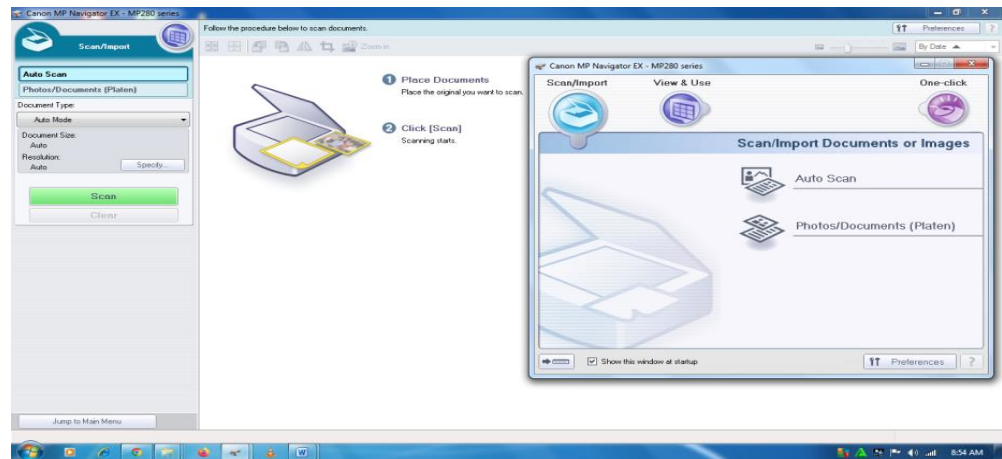 Canon MP Navigator EX - MP280 series
Follow the procedure below to scan documents.
Preferences
?
Scan/Import
Zoom in
By Date
Auto Scan
Photos/Documents (Platen)
Document Type:
Auto Mode
Document Size:
Auto
Resolution:
Auto
Specify...
Scan
Clear
1 Place Documents
Place the original you want to scan.
2 Click [Scan]
Scanning starts.
Canon MP Navigator EX - MP280 series
Scan/Import View & Use One-click
Scan/Import Documents or Images
Auto Scan
Photos/Documents (Platen)
Show this window at startup
Preferences
?
Jump to Main Menu
W
8:54 AM